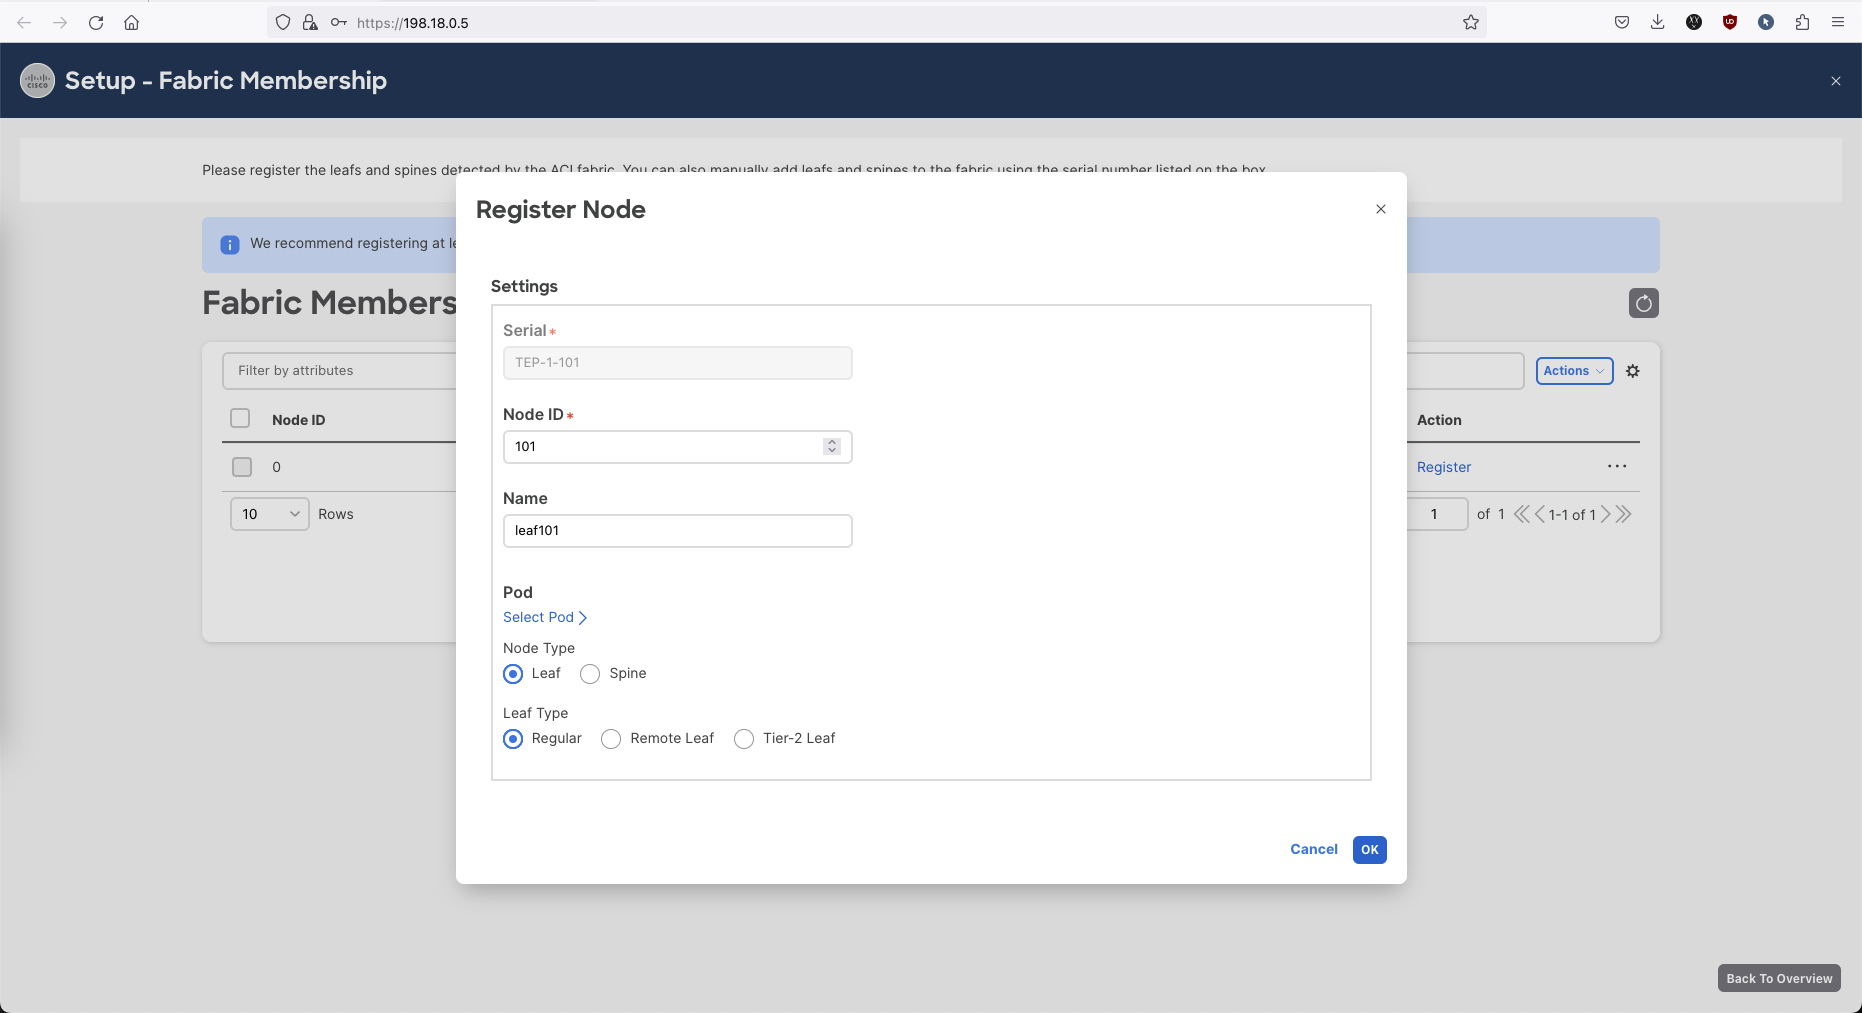 https://198.18.0.5
CISCO
Setup - Fabric Membership
Please register the leafs and spines detected by the ACI fabric. You can also manually add leafs and spines to the fabric using the serial number listed on the box.
We recommend registering at
Fabric Members
Filter by attributes
Actions
Node ID
Action
0
Register
10
Rows
1
of 1
1-1 of 1
Register Node
Settings
Serial*
TEP-1-101
Node ID*
101
Name
leaf101
Pod
Select Pod
Node Type
Leaf Spine
Leaf Type
Regular Remote Leaf Tier-2 Leaf
Cancel OK
Back To Overview